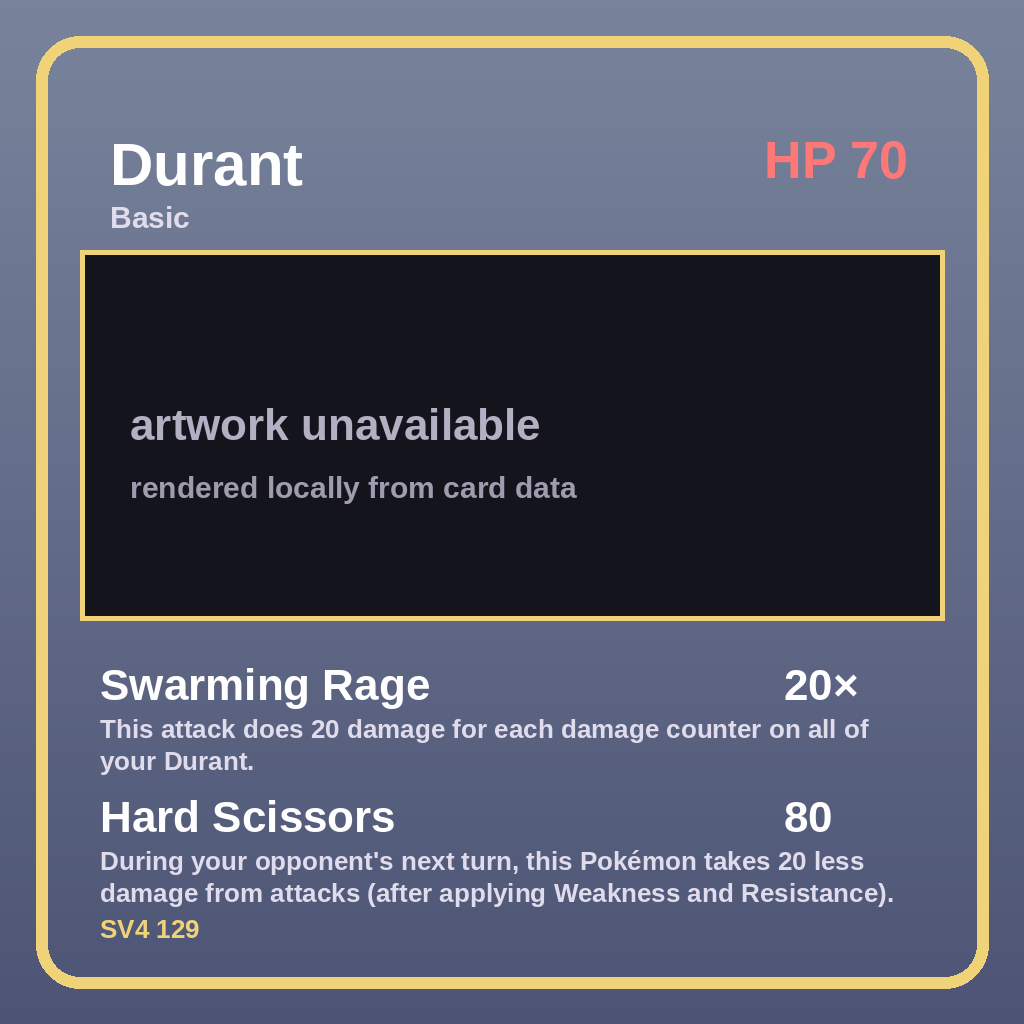 Durant
HP 70
Basic
artwork unavailable
rendered locally from card data
Swarming Rage 20×
This attack does 20 damage for each damage counter on all of
your Durant.
Hard Scissors 80
During your opponent's next turn, this Pokémon takes 20 less
damage from attacks (after applying Weakness and Resistance).
SV4 129